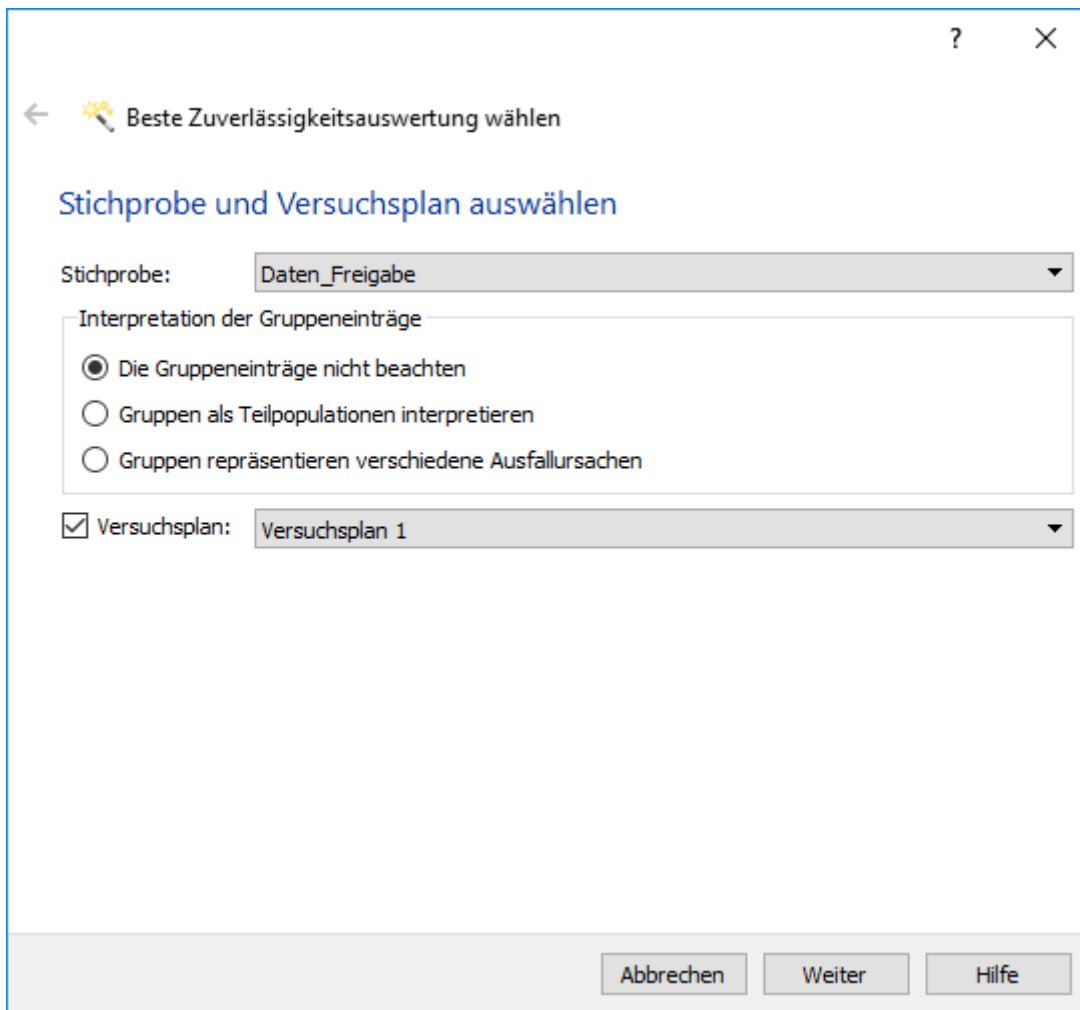 ?
Beste Zuverlässigkeitsauswertung wählen
Stichprobe und Versuchsplan auswählen
Stichprobe: Daten_Freigabe
Interpretation der Gruppeneinträge
Die Gruppeneinträge nicht beachten
Gruppen als Teilpopulationen interpretieren
Gruppen repräsentieren verschiedene Ausfallursachen
Versuchsplan: Versuchsplan 1
Abbrechen Weiter Hilfe